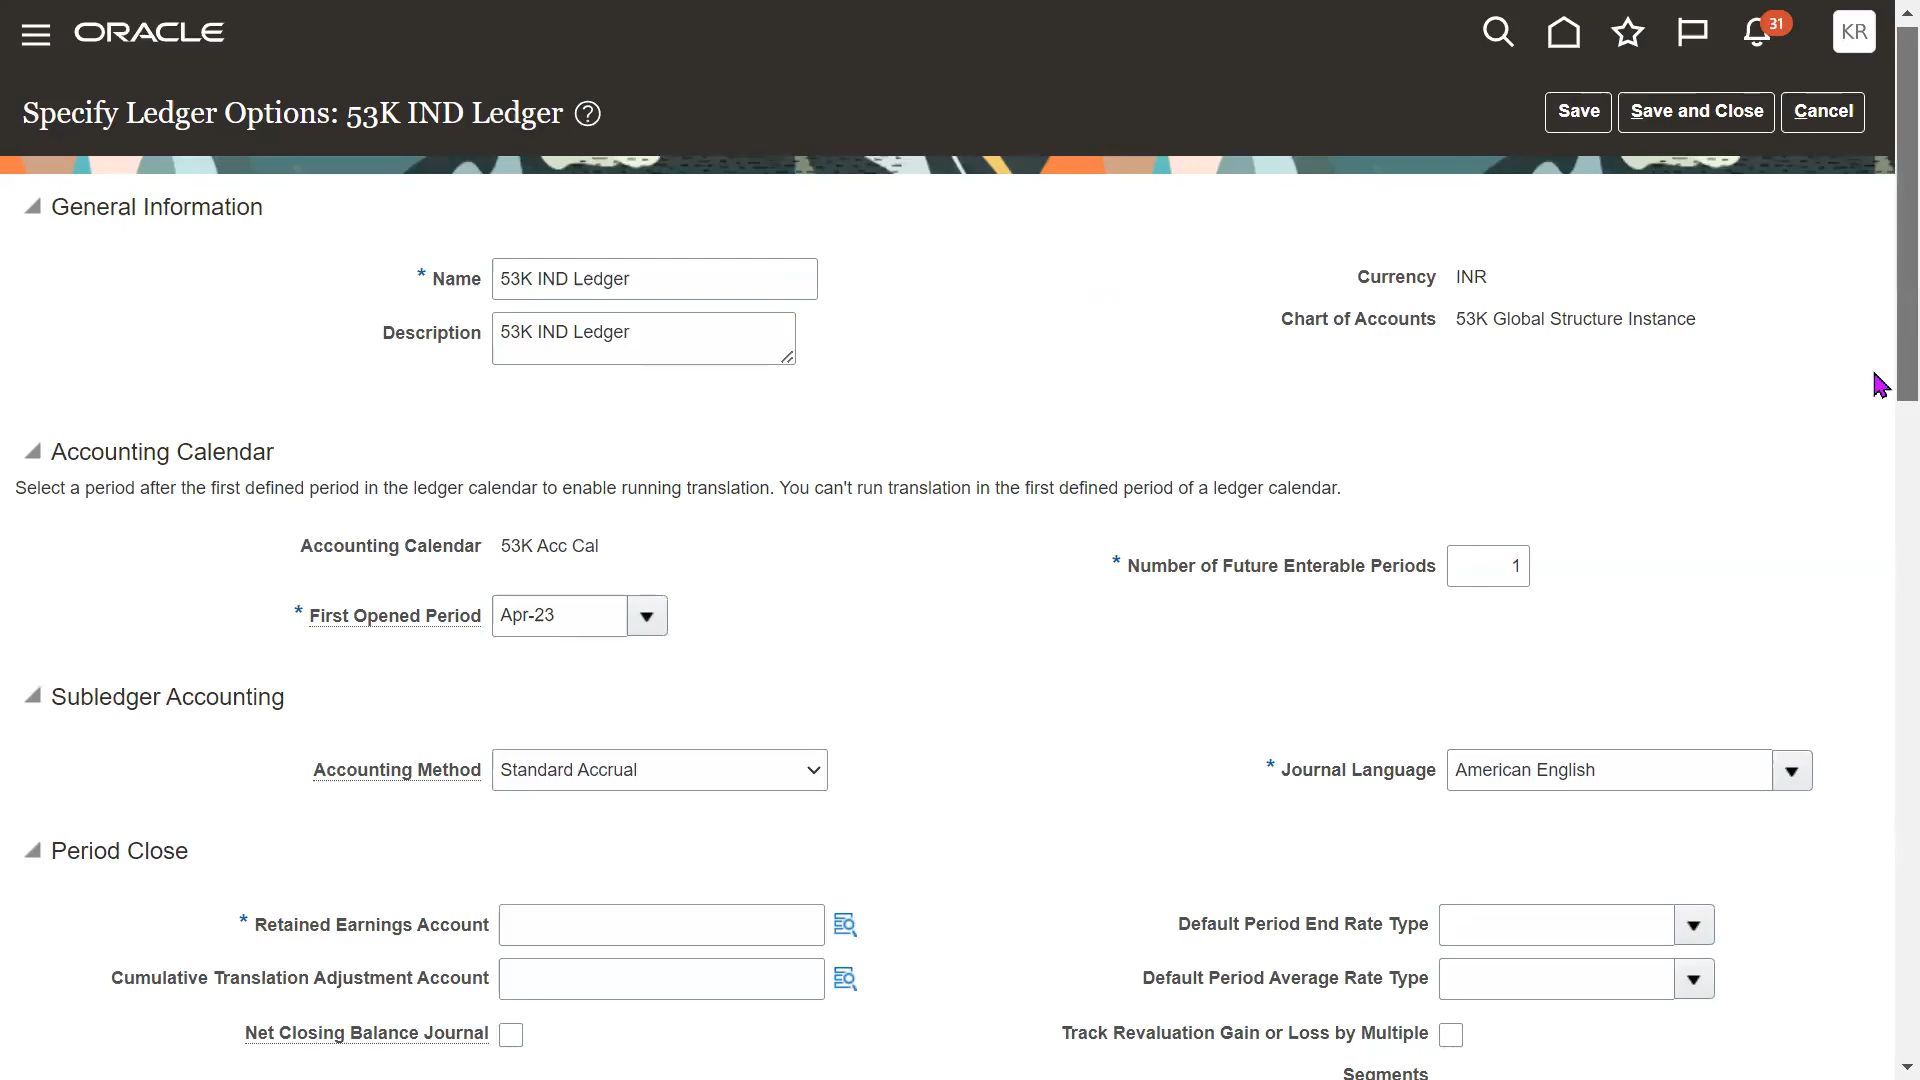 ORACLE
31
KR
Specify Ledger Options: 53K IND Ledger ?
Save
Save and Close
Cancel
General Information
* Name 53K IND Ledger
Currency INR
Description 53K IND Ledger
Chart of Accounts 53K Global Structure Instance
Accounting Calendar
Select a period after the first defined period in the ledger calendar to enable running translation. You can't run translation in the first defined period of a ledger calendar.
Accounting Calendar 53K Acc Cal
* Number of Future Enterable Periods 1
* First Opened Period Apr-23
Subledger Accounting
Accounting Method Standard Accrual
* Journal Language American English
Period Close
* Retained Earnings Account
Default Period End Rate Type
Cumulative Translation Adjustment Account
Default Period Average Rate Type
Net Closing Balance Journal
Track Revaluation Gain or Loss by Multiple
Segments